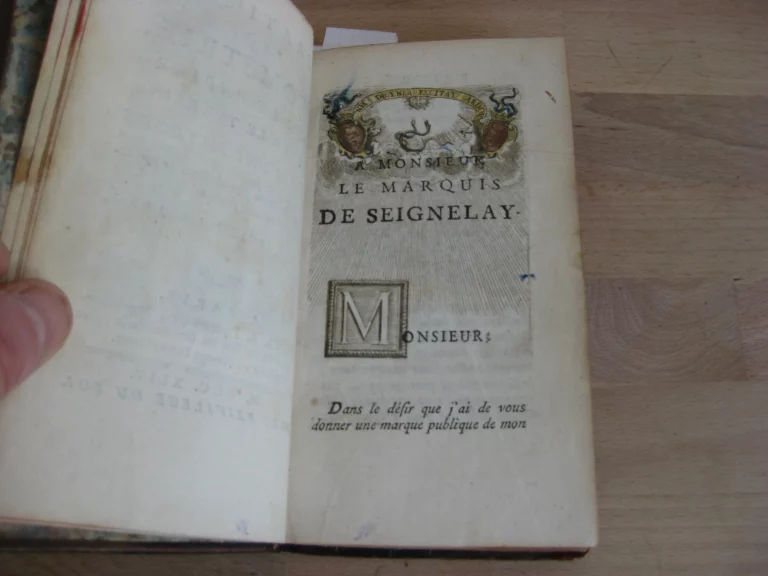 A MONSIEUR
LE MARQUIS
DE SEIGNELAY.
MONSIEUR;
Dans le désir que j'ai de vous
donner une marque publique de mon